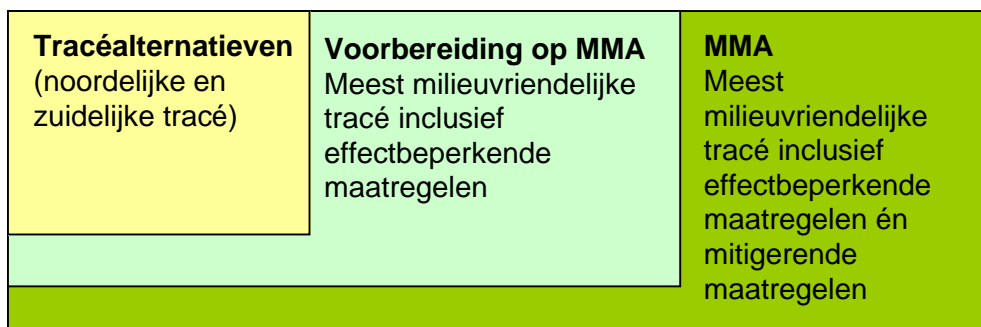 Tracéalternatieven
(noordelijke en
zuidelijke tracé)
Voorbereiding op MMA
Meest milieuvriendelijke
tracé inclusief
effectbeperkende
maatregelen
MMA
Meest
milieuvriendelijke
tracé inclusief
effectbeperkende
maatregelen én
mitigerende
maatregelen